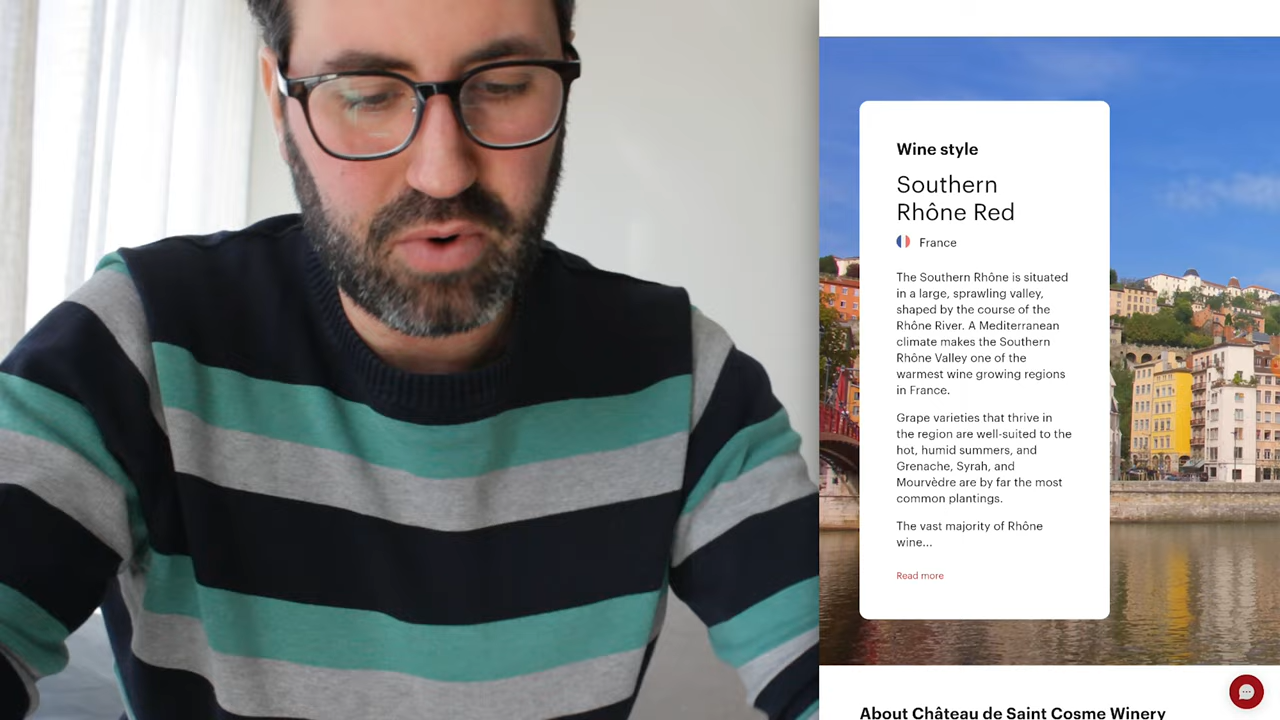 Wine style
Southern
Rhône Red
France
The Southern Rhône is situated
in a large, sprawling valley,
shaped by the course of the
Rhône River. A Mediterranean
climate makes the Southern
Rhône Valley one of the
warmest wine growing regions
in France.
Grape varieties that thrive in
the region are well-suited to the
hot, humid summers, and
Grenache, Syrah, and
Mourvèdre are by far the most
common plantings.
The vast majority of Rhône
wine...
Read more
About Château de Saint Cosme Winery